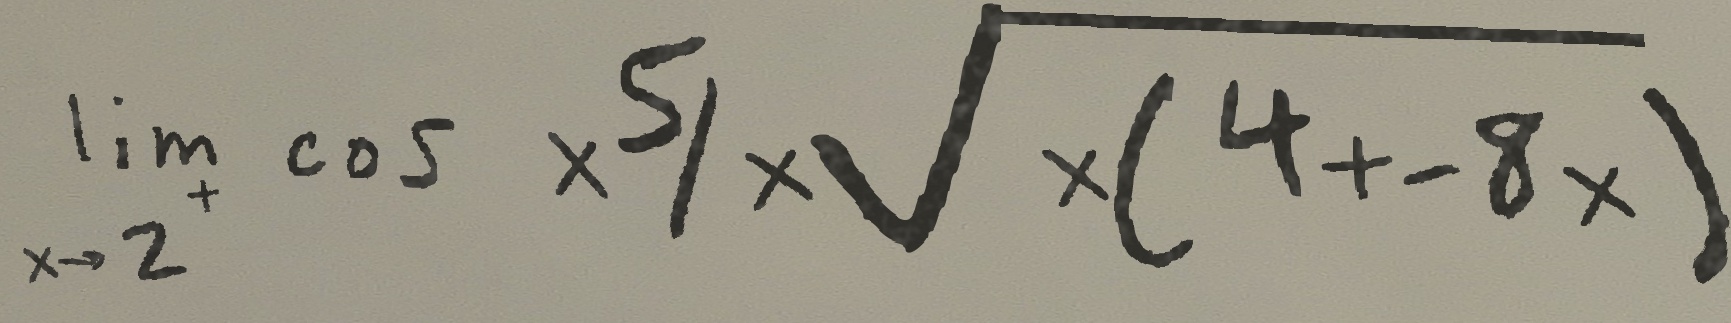 lim x→2⁺ cos x⁵/x√x(4+-8x)